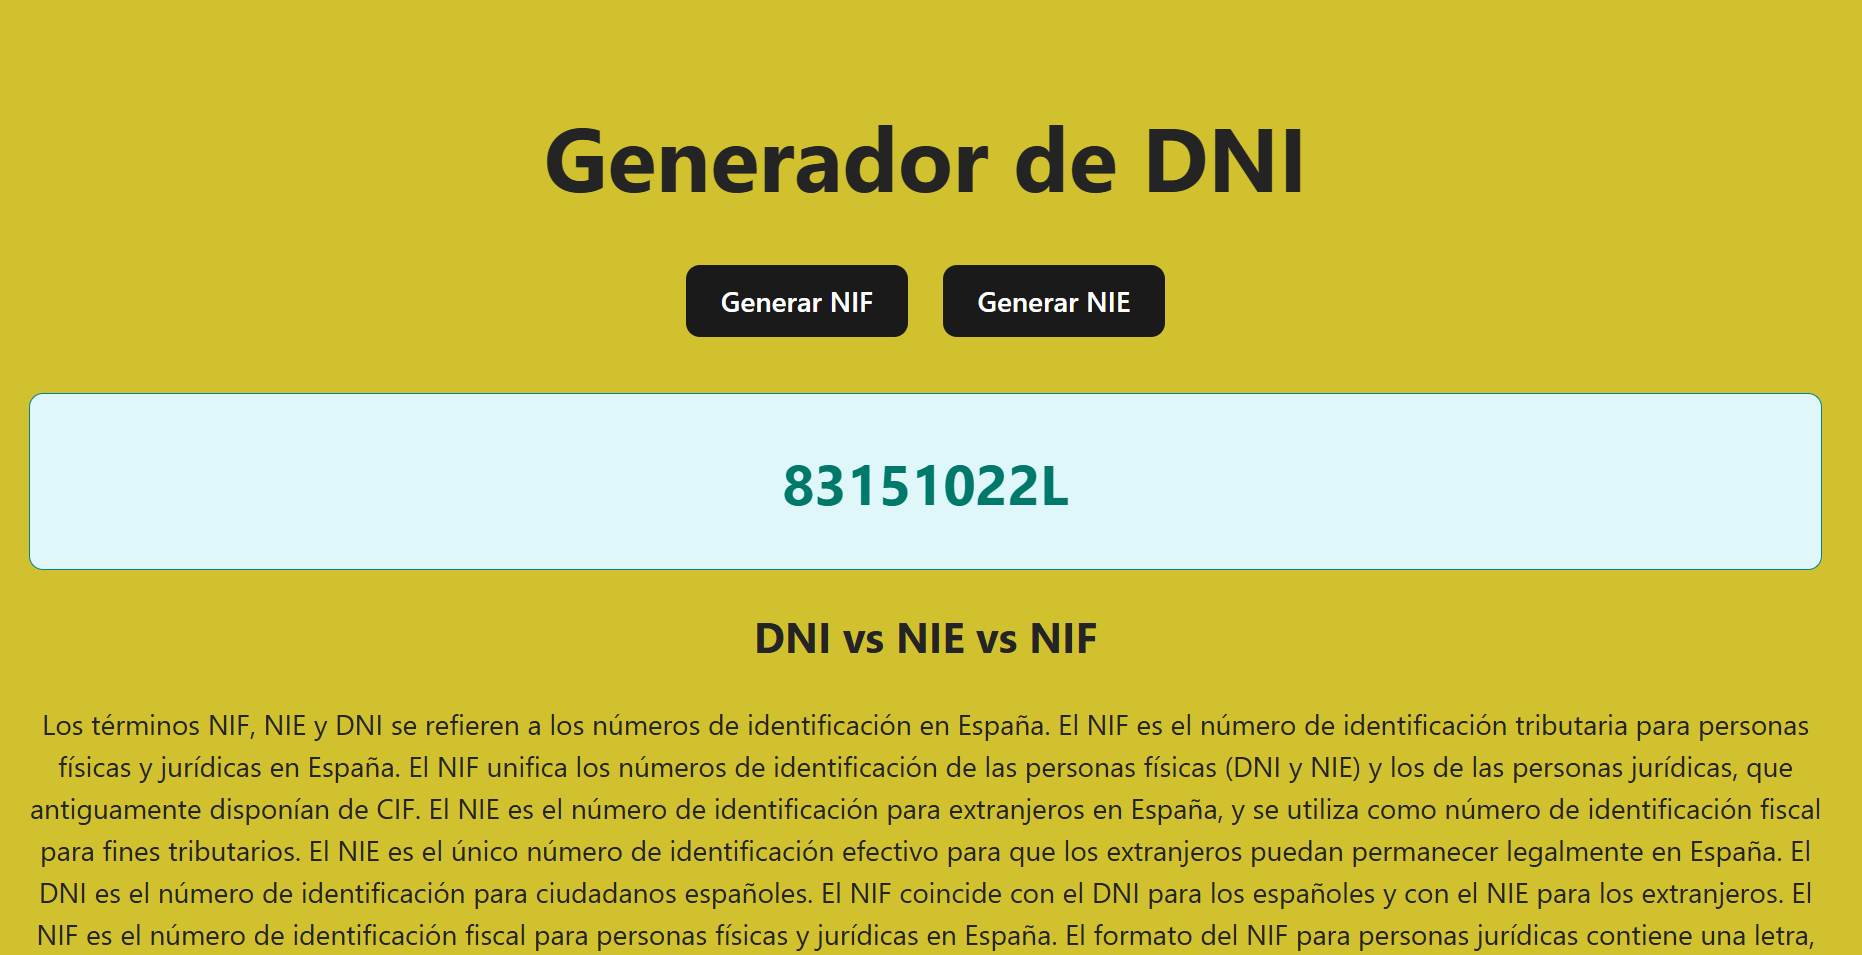 Generador de DNI
Generar NIF
Generar NIE
83151022L
DNI vs NIE vs NIF
Los términos NIF, NIE y DNI se refieren a los números de identificación en España. El NIF es el número de identificación tributaria para personas
físicas y jurídicas en España. El NIF unifica los números de identificación de las personas físicas (DNI y NIE) y los de las personas jurídicas, que
antiguamente disponían de CIF. El NIE es el número de identificación para extranjeros en España, y se utiliza como número de identificación fiscal
para fines tributarios. El NIE es el único número de identificación efectivo para que los extranjeros puedan permanecer legalmente en España. El
DNI es el número de identificación para ciudadanos españoles. El NIF coincide con el DNI para los españoles y con el NIE para los extranjeros. El
NIF es el número de identificación fiscal para personas físicas y jurídicas en España. El formato del NIF para personas jurídicas contiene una letra,